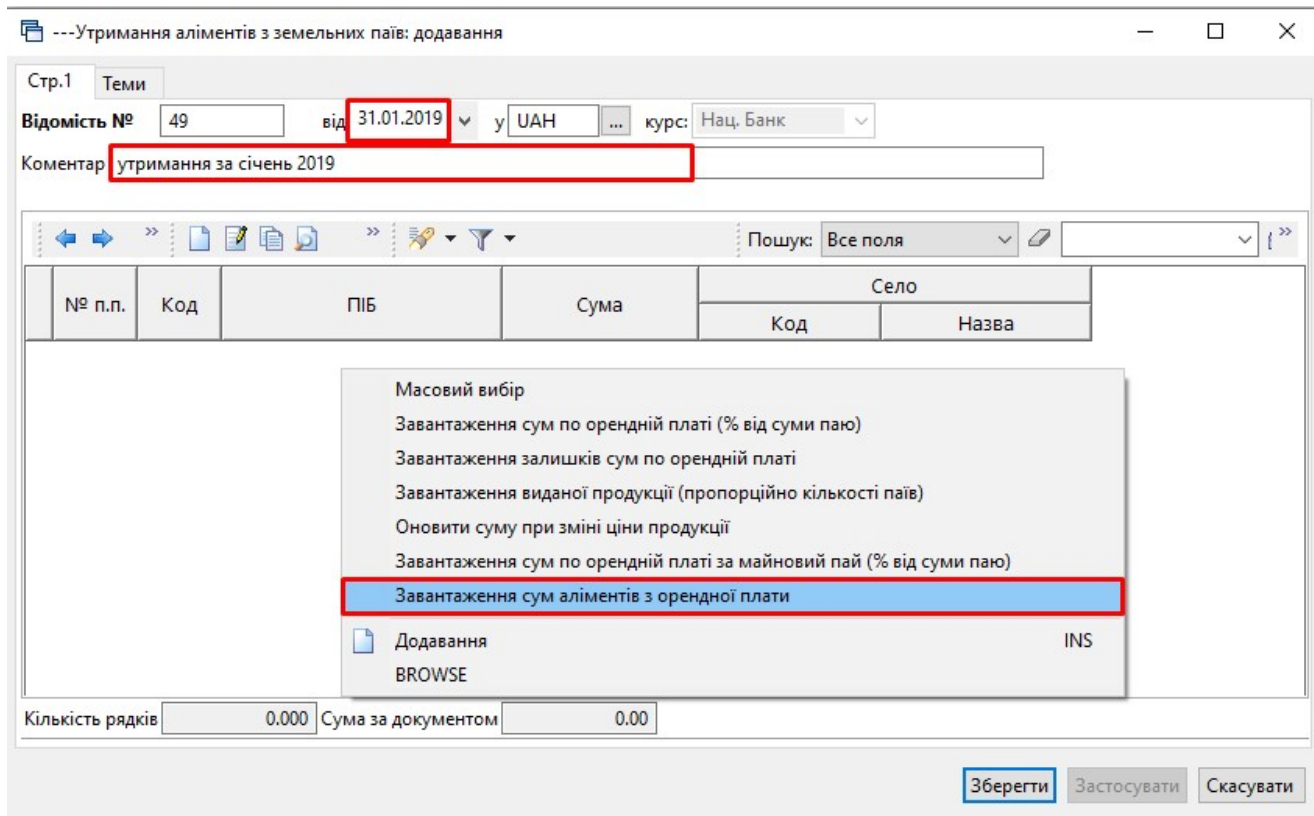 ---Утримання аліментів з земельних паїв: додавання
Стр.1 Теми
Відомість № 49 від 31.01.2019 у UAH ... курс: Нац. Банк
Коментар утримання за січень 2019
Пошук: Все поля
№ п.п. Код ПІБ Сума Село
Код Назва
Масовий вибір
Завантаження сум по орендній платі (% від суми паю)
Завантаження залишків сум по орендній платі
Завантаження виданої продукції (пропорційно кількості паїв)
Оновити суму при зміні ціни продукції
Завантаження сум по орендній платі за майновий пай (% від суми паю)
Завантаження сум аліментів з орендної плати
Додавання INS
BROWSE
Кількість рядків 0.000 Сума за документом 0.00
Зберегти Застосувати Скасувати